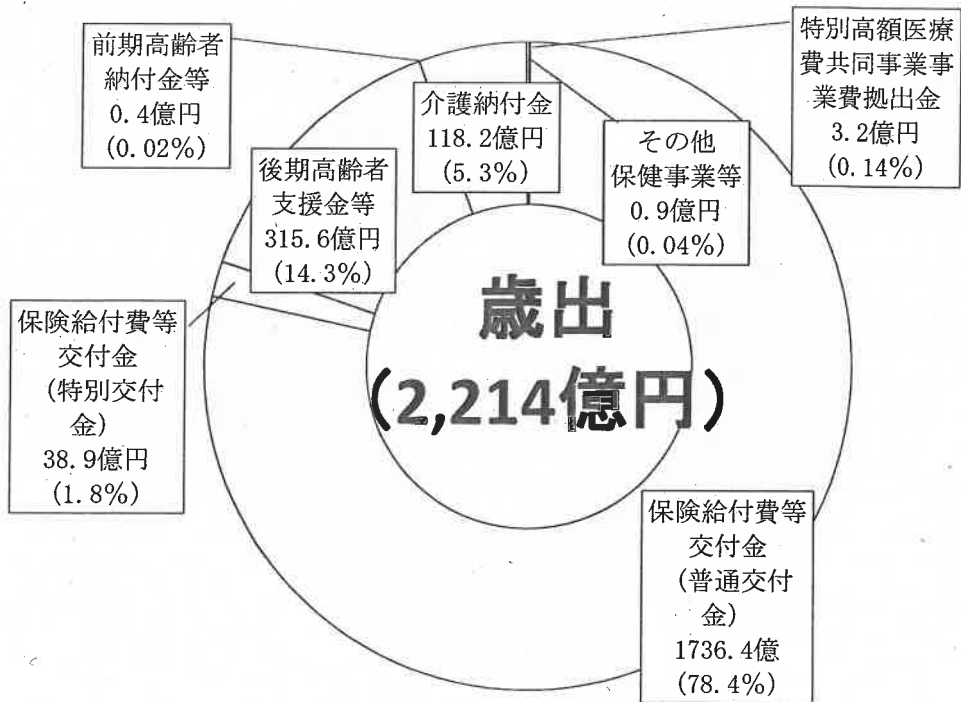 前期高齢者
納付金等
0.4億円
(0.02%)
介護納付金
118.2億円
(5.3%)
特別高額医療
費共同事業事
業費拠出金
3.2億円
(0.14%)
その他
保健事業等
0.9億円
(0.04%)
後期高齢者
支援金等
315.6億円
(14.3%)
歳出
(2,214億円)
保険給付費等
交付金
(特別交付
金)
38.9億円
(1.8%)
保険給付費等
交付金
(普通交付
金)
1736.4億
(78.4%)